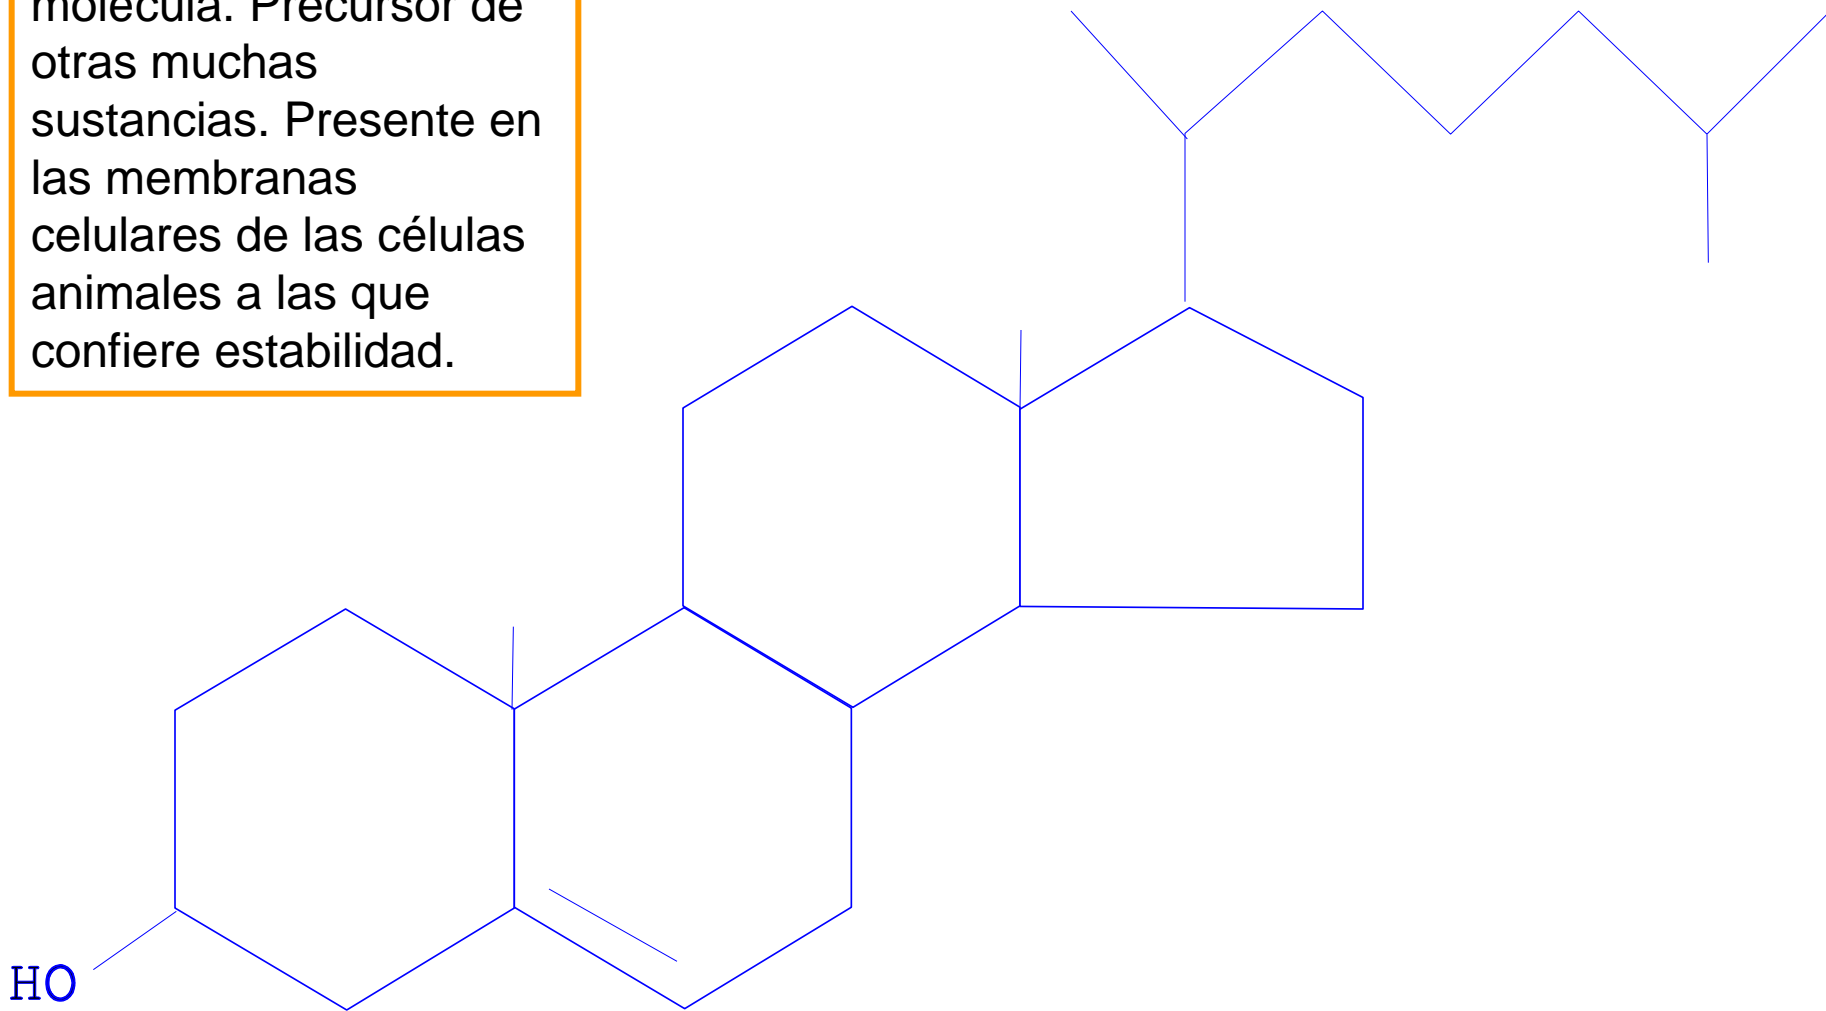 molécula. Precursor de
otras muchas
sustancias. Presente en
las membranas
celulares de las células
animales a las que
confiere estabilidad.
HO